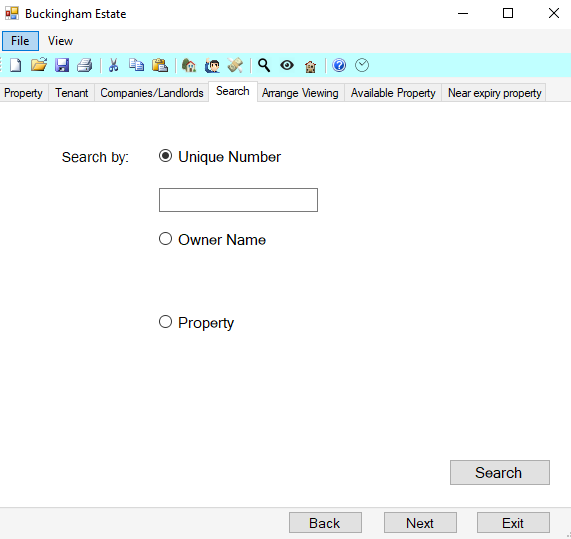 Buckingham Estate
File View
Property Tenant Companies/Landlords Search Arrange Viewing Available Property Near expiry property
Search by: Unique Number
Owner Name
Property
Search
Back Next Exit